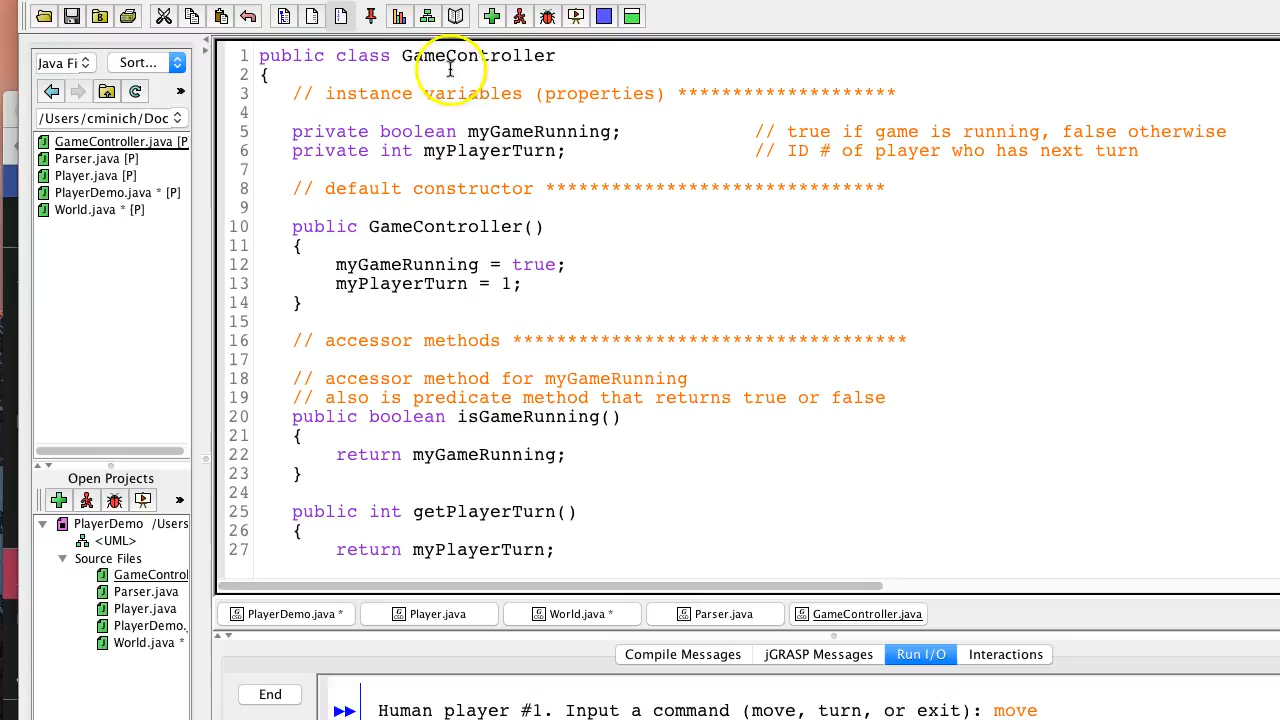 Java Fi
Sort...
/Users/cminich/Doc
GameController.java [P
Parser.java [P]
Player.java [P]
PlayerDemo.java * [P]
World.java * [P]
Open Projects
PlayerDemo /Users
<UML>
Source Files
GameControl
Parser.java
Player.java
PlayerDemo.
World.java *
1 public class GameController
2 {
3 // instance variables (properties) ********************
4
5 private boolean myGameRunning; // true if game is running, false otherwise
6 private int myPlayerTurn; // ID # of player who has next turn
7
8 // default constructor *******************************
9
10 public GameController()
11 {
12 myGameRunning = true;
13 myPlayerTurn = 1;
14 }
15
16 // accessor methods ************************************
17
18 // accessor method for myGameRunning
19 // also is predicate method that returns true or false
20 public boolean isGameRunning()
21 {
22 return myGameRunning;
23 }
24
25 public int getPlayerTurn()
26 {
27 return myPlayerTurn;
PlayerDemo.java * Player.java World.java * Parser.java GameController.java
Compile Messages jGRASP Messages Run I/O Interactions
End
Human player #1. Input a command (move, turn, or exit): move